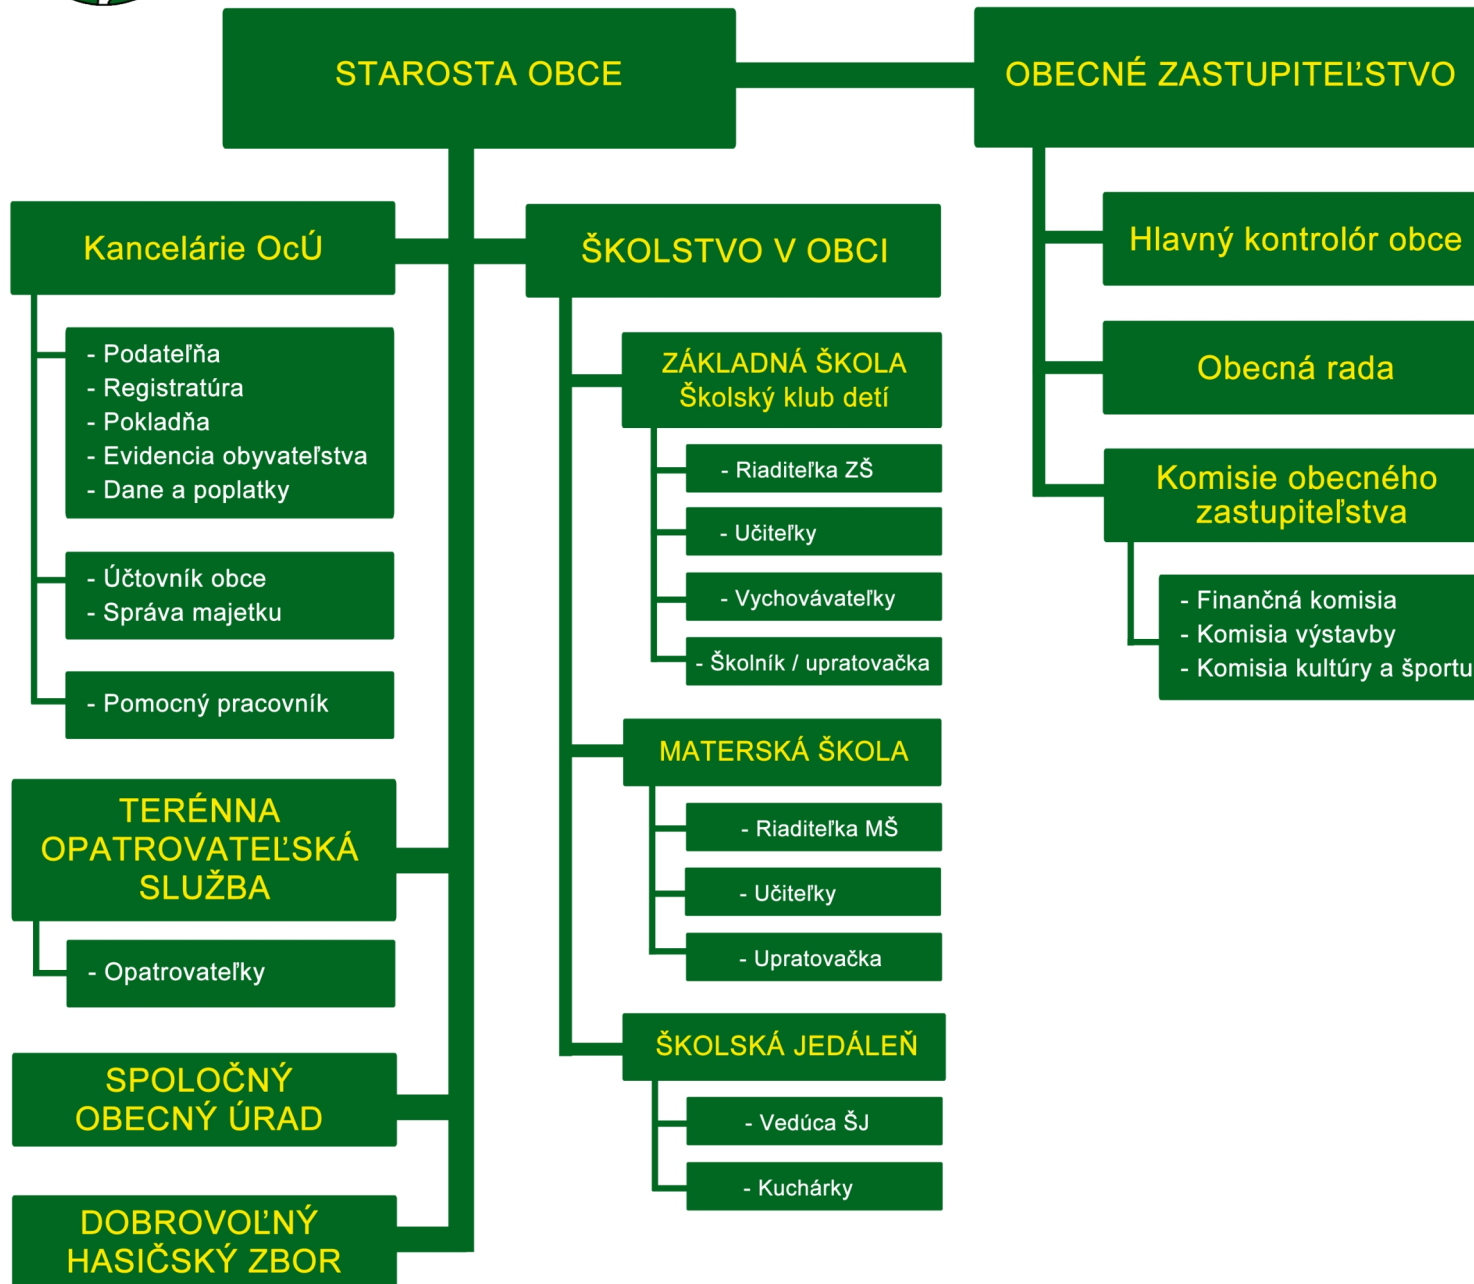 STAROSTA OBCE
OBECNÉ ZASTUPITEĽSTVO
Kancelárie OcÚ
- Podateľňa
- Registratúra
- Pokladňa
- Evidencia obyvateľstva
- Dane a poplatky
- Účtovník obce
- Správa majetku
- Pomocný pracovník
TERÉNNA
OPATROVATEĽSKÁ
SLUŽBA
- Opatrovateľky
SPOLOČNÝ
OBECNÝ ÚRAD
DOBROVOĽNÝ
HASIČSKÝ ZBOR
ŠKOLSTVO V OBCI
ZÁKLADNÁ ŠKOLA
Školský klub detí
- Riaditeľka ZŠ
- Učiteľky
- Vychovávateľky
- Školník / upratovačka
MATERSKÁ ŠKOLA
- Riaditeľka MŠ
- Učiteľky
- Upratovačka
ŠKOLSKÁ JEDÁLEŇ
- Vedúca ŠJ
- Kuchárky
Hlavný kontrolór obce
Obecná rada
Komisie obecného
zastupiteľstva
- Finančná komisia
- Komisia výstavby
- Komisia kultúry a športu